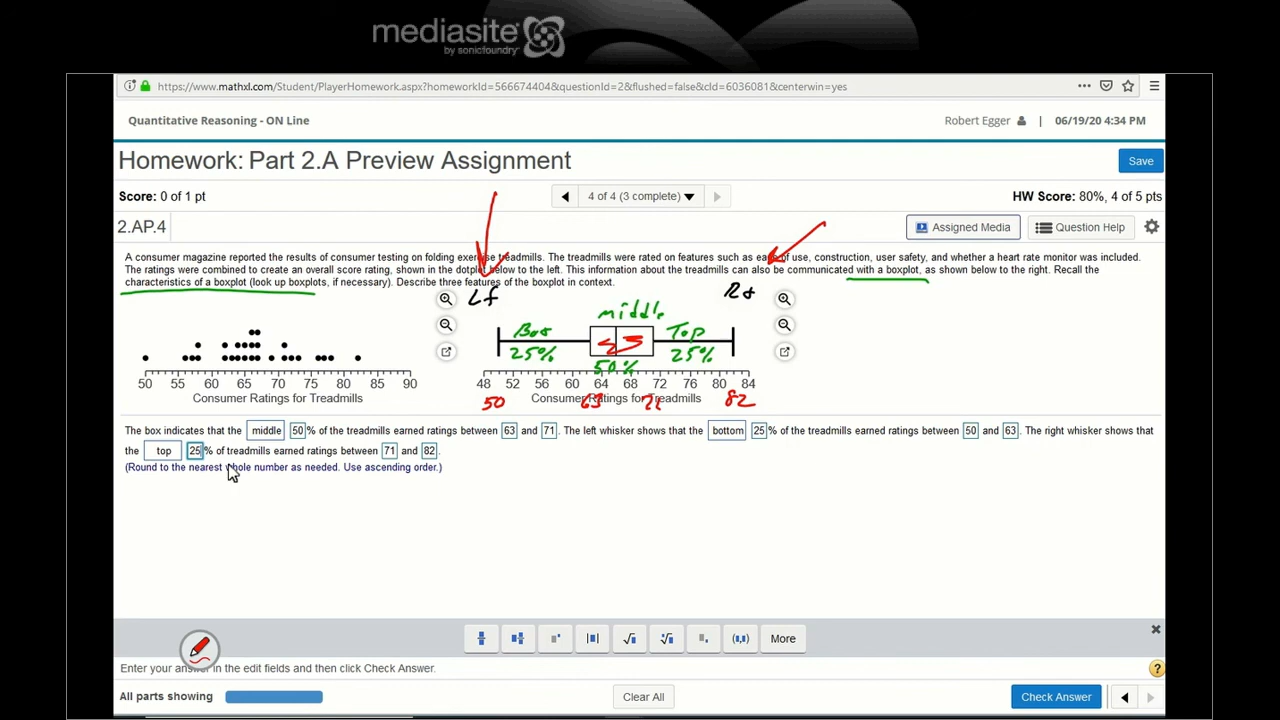 mediasite
by sonicfoundry
https://www.mathxl.com/Student/PlayerHomework.aspx?homeworkId=566674404&questionId=2&flushed=false&cId=6036081&centerwin=yes
Quantitative Reasoning - ON Line
Robert Egger | 06/19/20 4:34 PM
Homework: Part 2.A Preview Assignment
Save
Score: 0 of 1 pt
4 of 4 (3 complete)
HW Score: 80%, 4 of 5 pts
2.AP.4
Assigned Media
Question Help
A consumer magazine reported the results of consumer testing on folding exercise treadmills. The treadmills were rated on features such as ease of use, construction, user safety, and whether a heart rate monitor was included.
The ratings were combined to create an overall score rating, shown in the dotplot below to the left. This information about the treadmills can also be communicated with a boxplot, as shown below to the right. Recall the
characteristics of a boxplot (look up boxplots, if necessary). Describe three features of the boxplot in context.
Lf
Rt
middle
Bot
Top
25%
25%
50%
50 55 60 65 70 75 80 85 90
48 52 56 60 64 68 72 76 80 84
Consumer Ratings for Treadmills
Consumer Ratings for Treadmills
50 63 71 82
The box indicates that the middle 50% of the treadmills earned ratings between 63 and 71. The left whisker shows that the bottom 25% of the treadmills earned ratings between 50 and 63. The right whisker shows that
the top 25% of treadmills earned ratings between 71 and 82.
(Round to the nearest whole number as needed. Use ascending order.)
More
Enter your answer in the edit fields and then click Check Answer.
?
All parts showing
Clear All
Check Answer